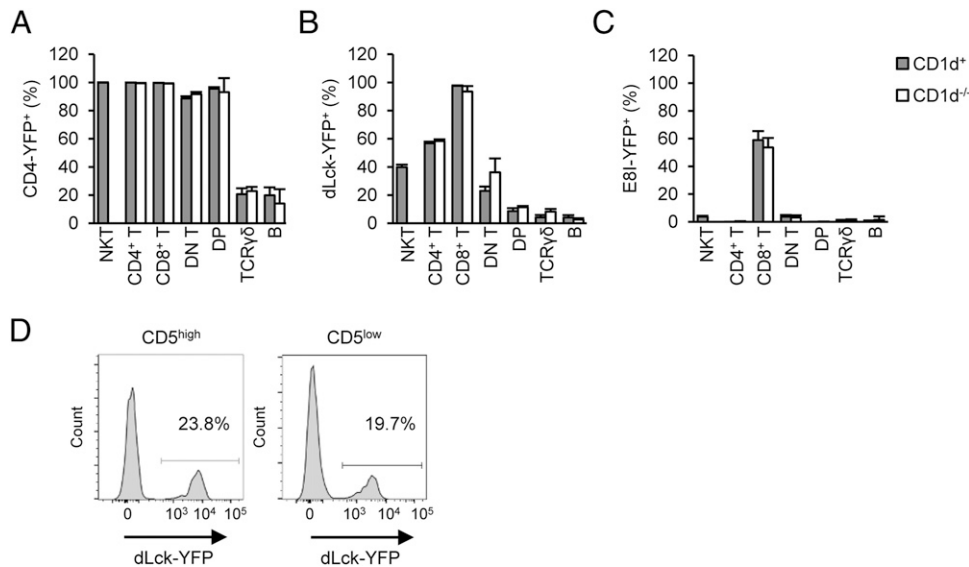 A
CD4-YFP⁺ (%)
120
100
80
60
40
20
0
NKT
CD4⁺ T
CD8⁺ T
DN T
DP
TCRγδ
B
B
dLck-YFP⁺ (%)
120
100
80
60
40
20
0
NKT
CD4⁺ T
CD8⁺ T
DN T
DP
TCRγδ
B
C
E8I-YFP⁺ (%)
120
100
80
60
40
20
0
NKT
CD4⁺ T
CD8⁺ T
DN T
DP
TCRγδ
B
CD1d⁺
CD1d⁻/⁻
D
CD5ʰⁱᵍʰ
Count
23.8%
0 10³ 10⁴ 10⁵
dLck-YFP
CD5ˡᵒʷ
Count
19.7%
0 10³ 10⁴ 10⁵
dLck-YFP